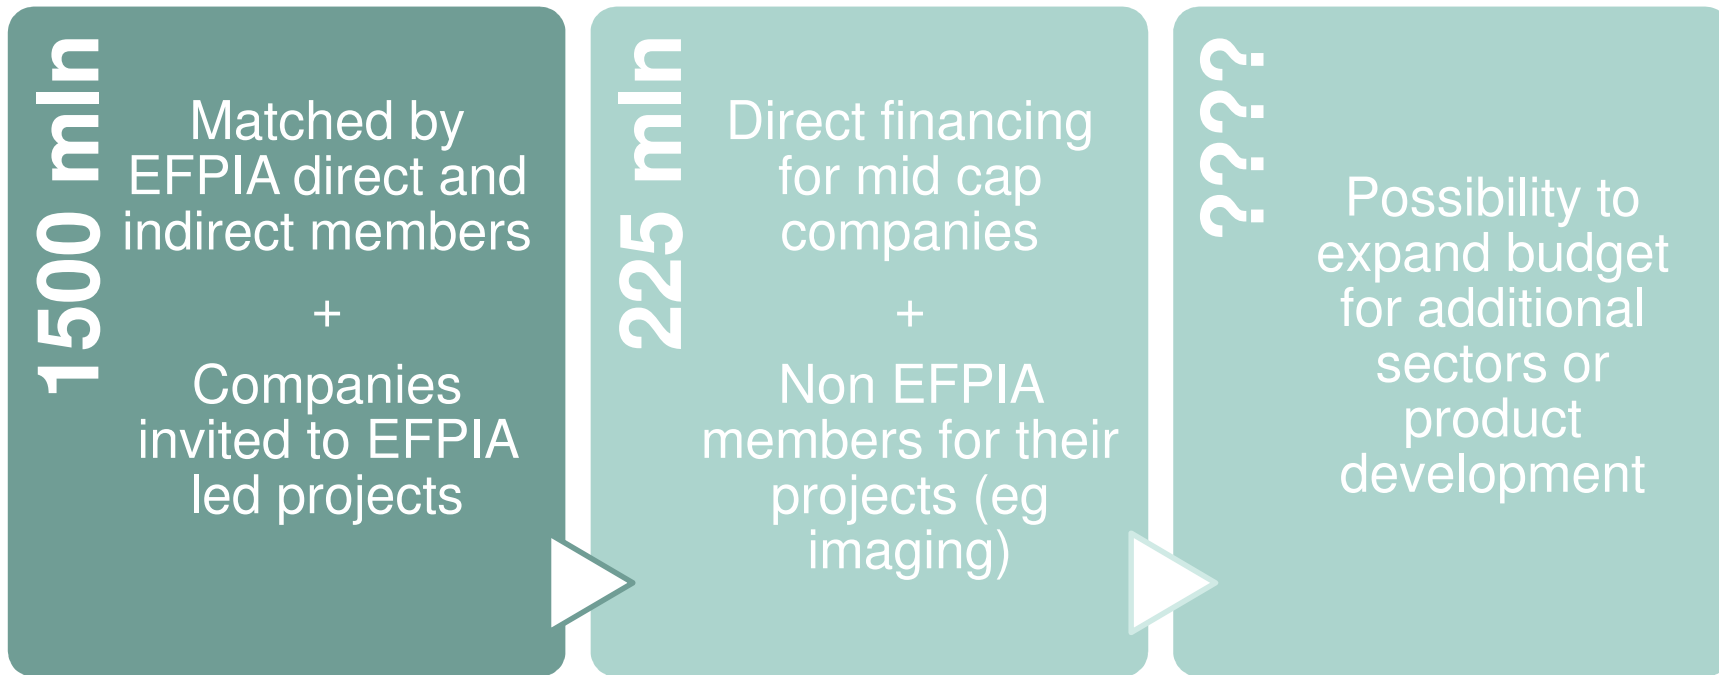 1500 mln
Matched by
EFPIA direct and
indirect members
+
Companies
invited to EFPIA
led projects
225 mln
Direct financing
for mid cap
companies
+
Non EFPIA
members for their
projects (eg
imaging)
????
Possibility to
expand budget
for additional
sectors or
product
development